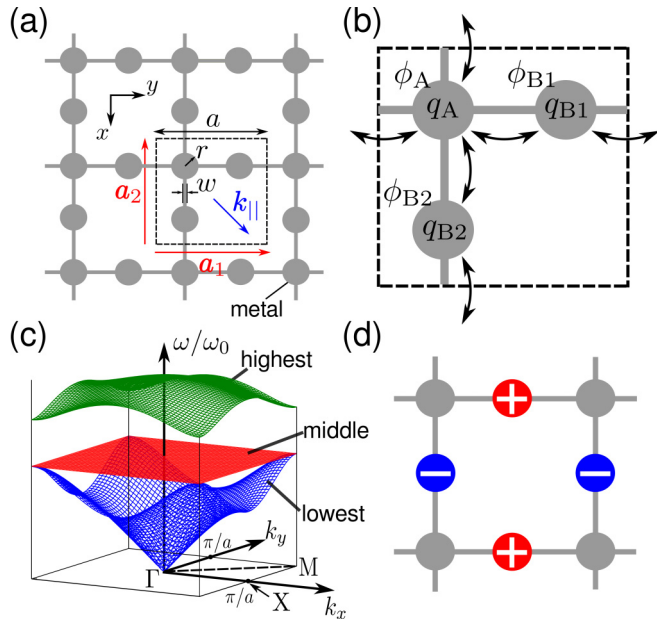 (a)
y
x
a
r
w
a₂
k||
a₁
metal
(b)
ϕA
ϕB1
qA
qB1
ϕB2
qB2
(c)
ω/ω₀
highest
middle
lowest
ky
π/a
Γ
M
π/a
X
kx
(d)
+
−
−
+